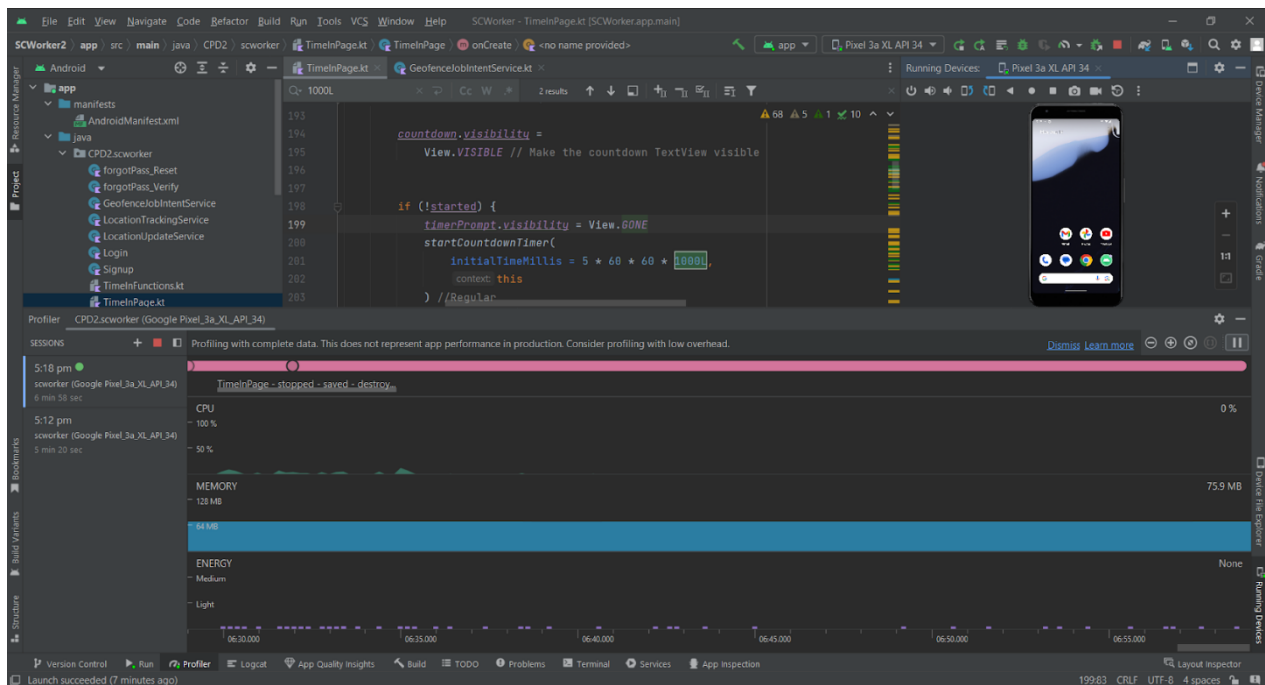 File Edit View Navigate Code Refactor Build Run Tools VCS Window Help SCWorker - TimeInPage.kt [SCWorker.app.main]
SCWorker2 app src main java CPD2 scworker TimeInPage.kt TimeInPage onCreate <no name provided> app Pixel 3a XL API 34
Android TimeInPage.kt GeofenceJobIntentService.kt Running Devices: Pixel 3a XL API 34
Resource Manager
Project
Bookmarks
Build Variants
Structure
app
manifests
AndroidManifest.xml
java
CPD2.scworker
forgotPass_Reset
forgotPass_Verify
GeofenceJobIntentService
LocationTrackingService
LocationUpdateService
Login
Signup
TimeInFunctions.kt
TimeInPage.kt
1000L Cc W 2 results
68 5 1 10
193
194 countdown.visibility =
195 View.VISIBLE // Make the countdown TextView visible
196
197
198 if (!started) {
199 timerPrompt.visibility = View.GONE
200 startCountdownTimer(
201 initialTimeMillis = 5 * 60 * 60 * 1000L,
202 context: this
203 ) //Regular
1:1
Device Manager
Notifications
Gradle
Device File Explorer
Running Devices
Profiler CPD2.scworker (Google Pixel_3a_XL_API_34)
SESSIONS
Profiling with complete data. This does not represent app performance in production. Consider profiling with low overhead. Dismiss Learn more
5:18 pm
scworker (Google Pixel_3a_XL_API_34)
6 min 58 sec
5:12 pm
scworker (Google Pixel_3a_XL_API_34)
5 min 20 sec
TimeInPage - stopped - saved - destroy...
CPU 0 %
100 %
50 %
MEMORY 75.9 MB
128 MB
64 MB
ENERGY None
Medium
Light
06:30.000 06:35.000 06:40.000 06:45.000 06:50.000 06:55.000
Version Control Run Profiler Logcat App Quality Insights Build TODO Problems Terminal Services App Inspection Layout Inspector
Launch succeeded (7 minutes ago) 199:83 CRLF UTF-8 4 spaces